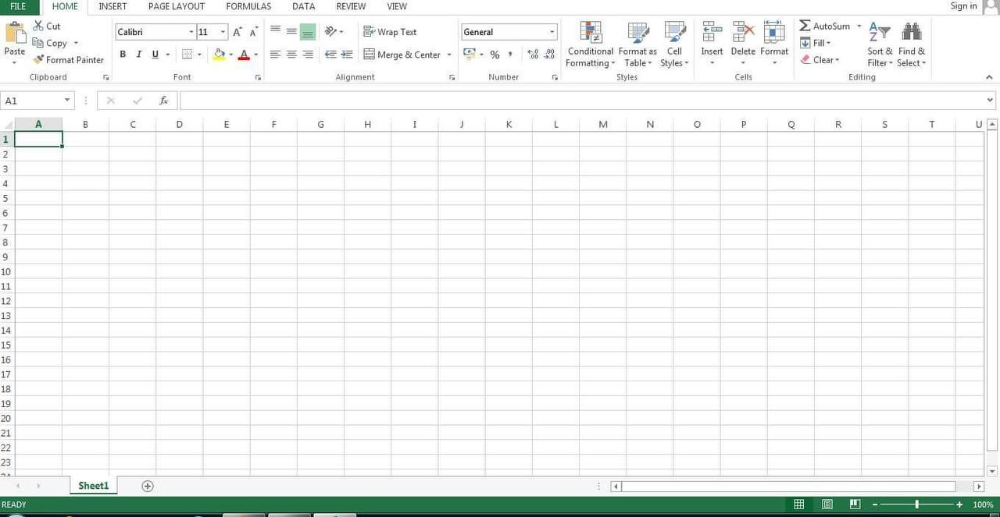 FILE HOME INSERT PAGE LAYOUT FORMULAS DATA REVIEW VIEW Sign in
Paste
Cut
Copy
Format Painter
Clipboard
Calibri 11
B I U A
Font
Wrap Text
Merge & Center
Alignment
General
% ,
Number
Conditional Formatting
Format as Table
Cell Styles
Styles
Insert Delete Format
Cells
AutoSum
Fill
Clear
Sort & Filter
Find & Select
Editing
A1 fx
A B C D E F G H I J K L M N O P Q R S T U
1
2
3
4
5
6
7
8
9
10
11
12
13
14
15
16
17
18
19
20
21
22
23
Sheet1
READY 100%